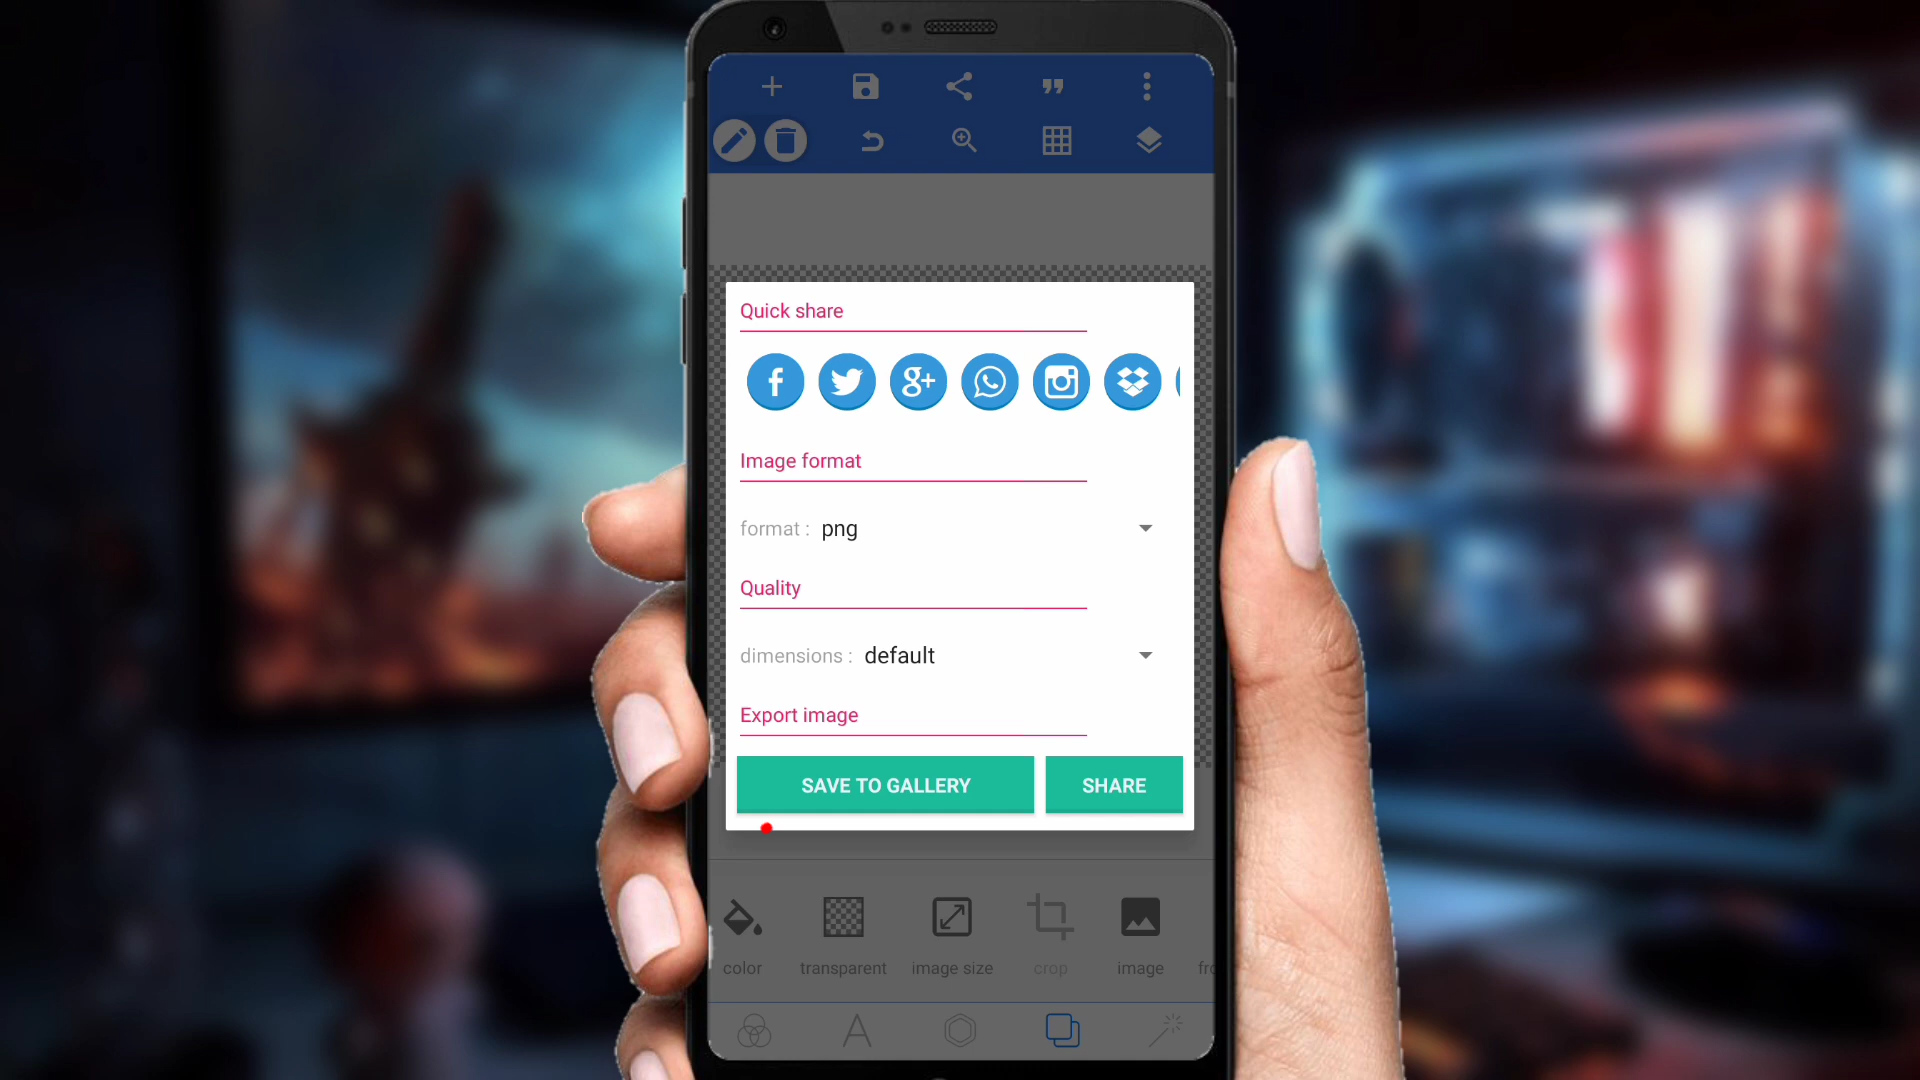 Quick share
Image format
format : png
Quality
dimensions : default
Export image
SAVE TO GALLERY
SHARE
color
transparent
image size
crop
image